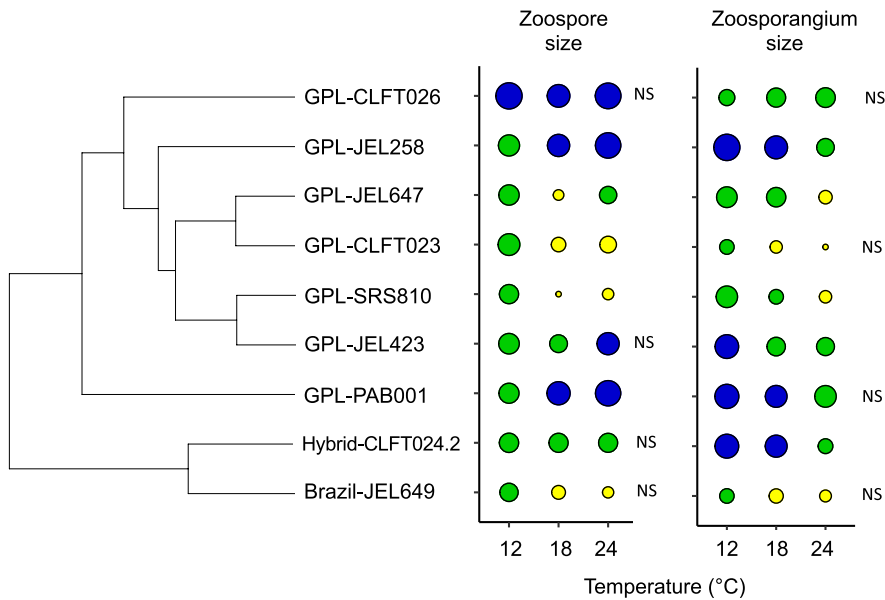 Zoospore
size
Zoosporangium
size
GPL-CLFT026
NS
NS
GPL-JEL258
GPL-JEL647
GPL-CLFT023
NS
GPL-SRS810
GPL-JEL423
NS
GPL-PAB001
NS
Hybrid-CLFT024.2
NS
Brazil-JEL649
NS
NS
12 18 24
12 18 24
Temperature (°C)